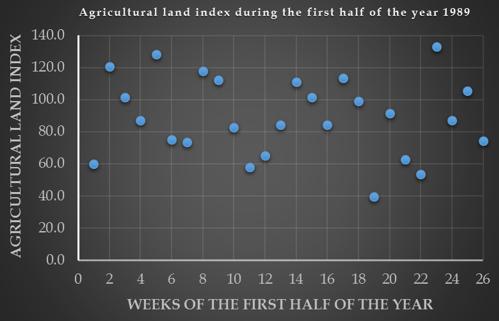 Agricultural land index during the first half of the year 1989
140.0
120.0
100.0
80.0
60.0
40.0
20.0
0.0
AGRICULTURAL LAND INDEX
0 2 4 6 8 10 12 14 16 18 20 22 24 26
WEEKS OF THE FIRST HALF OF THE YEAR